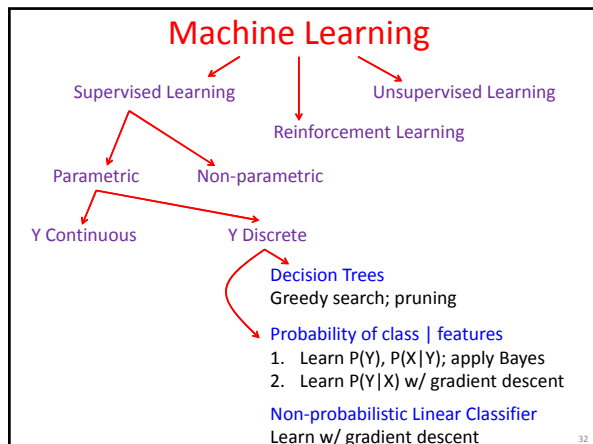 Machine Learning
Supervised Learning
Unsupervised Learning
Reinforcement Learning
Parametric
Non-parametric
Y Continuous
Y Discrete
Decision Trees
Greedy search; pruning
Probability of class | features
1. Learn P(Y), P(X|Y); apply Bayes
2. Learn P(Y|X) w/ gradient descent
Non-probabilistic Linear Classifier
Learn w/ gradient descent
32